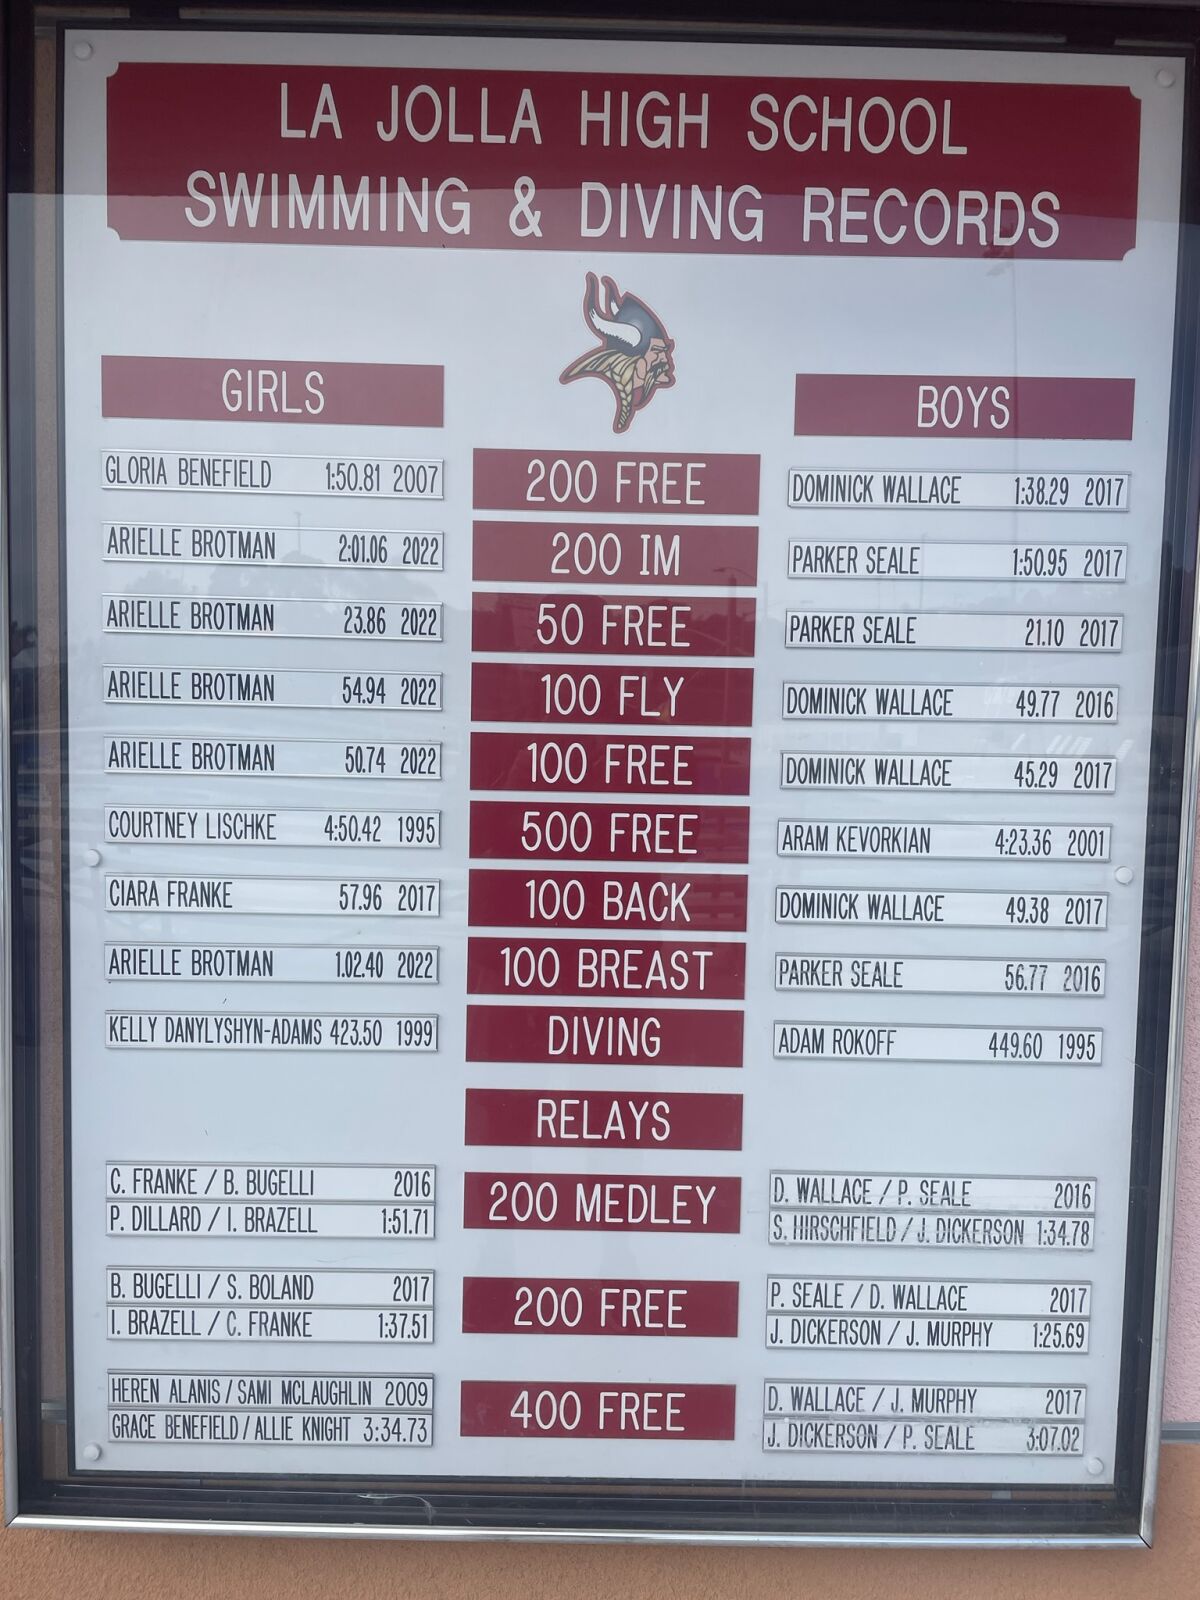 LA JOLLA HIGH SCHOOL
SWIMMING & DIVING RECORDS
GIRLS BOYS
GLORIA BENEFIELD 1:50.81 2007 200 FREE DOMINICK WALLACE 1:38.29 2017
ARIELLE BROTMAN 2:01.06 2022 200 IM PARKER SEALE 1:50.95 2017
ARIELLE BROTMAN 23.86 2022 50 FREE PARKER SEALE 21.10 2017
ARIELLE BROTMAN 54.94 2022 100 FLY DOMINICK WALLACE 49.77 2016
ARIELLE BROTMAN 50.74 2022 100 FREE DOMINICK WALLACE 45.29 2017
COURTNEY LISCHKE 4:50.42 1995 500 FREE ARAM KEVORKIAN 4:23.36 2001
CIARA FRANKE 57.96 2017 100 BACK DOMINICK WALLACE 49.38 2017
ARIELLE BROTMAN 1.02.40 2022 100 BREAST PARKER SEALE 56.77 2016
KELLY DANYLYSHYN-ADAMS 423.50 1999 DIVING ADAM ROKOFF 449.60 1995
RELAYS
C. FRANKE / B. BUGELLI 2016
P. DILLARD / I. BRAZELL 1:51.71
200 MEDLEY
D. WALLACE / P. SEALE 2016
S. HIRSCHFIELD / J. DICKERSON 1:34.78
B. BUGELLI / S. BOLAND 2017
I. BRAZELL / C. FRANKE 1:37.51
200 FREE
P. SEALE / D. WALLACE 2017
J. DICKERSON / J. MURPHY 1:25.69
HEREN ALANIS / SAMI MCLAUGHLIN 2009
GRACE BENEFIELD / ALLIE KNIGHT 3:34.73
400 FREE
D. WALLACE / J. MURPHY 2017
J. DICKERSON / P. SEALE 3:07.02